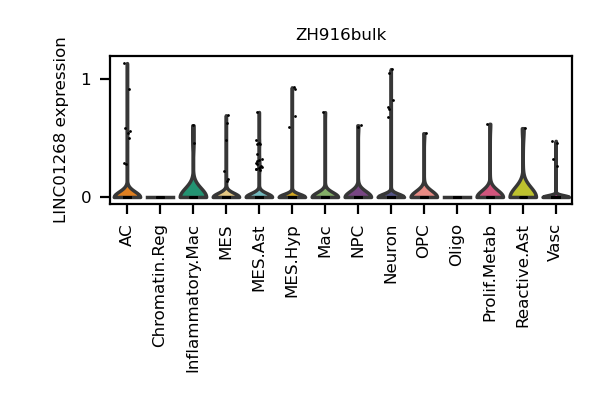 ZH916bulk
LINC01268 expression
1
0
AC
Chromatin.Reg
Inflammatory.Mac
MES
MES.Ast
MES.Hyp
Mac
NPC
Neuron
OPC
Oligo
Prolif.Metab
Reactive.Ast
Vasc